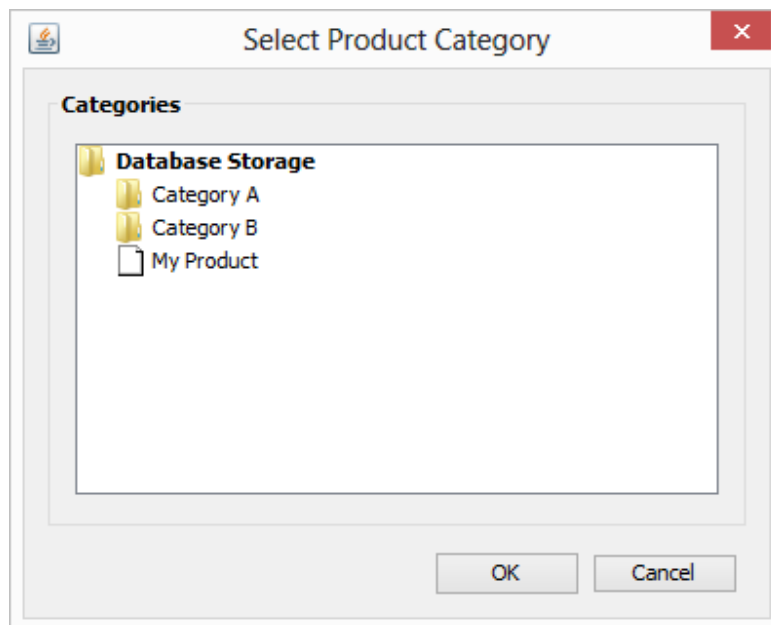 Select Product Category
Categories
Database Storage
Category A
Category B
My Product
OK Cancel